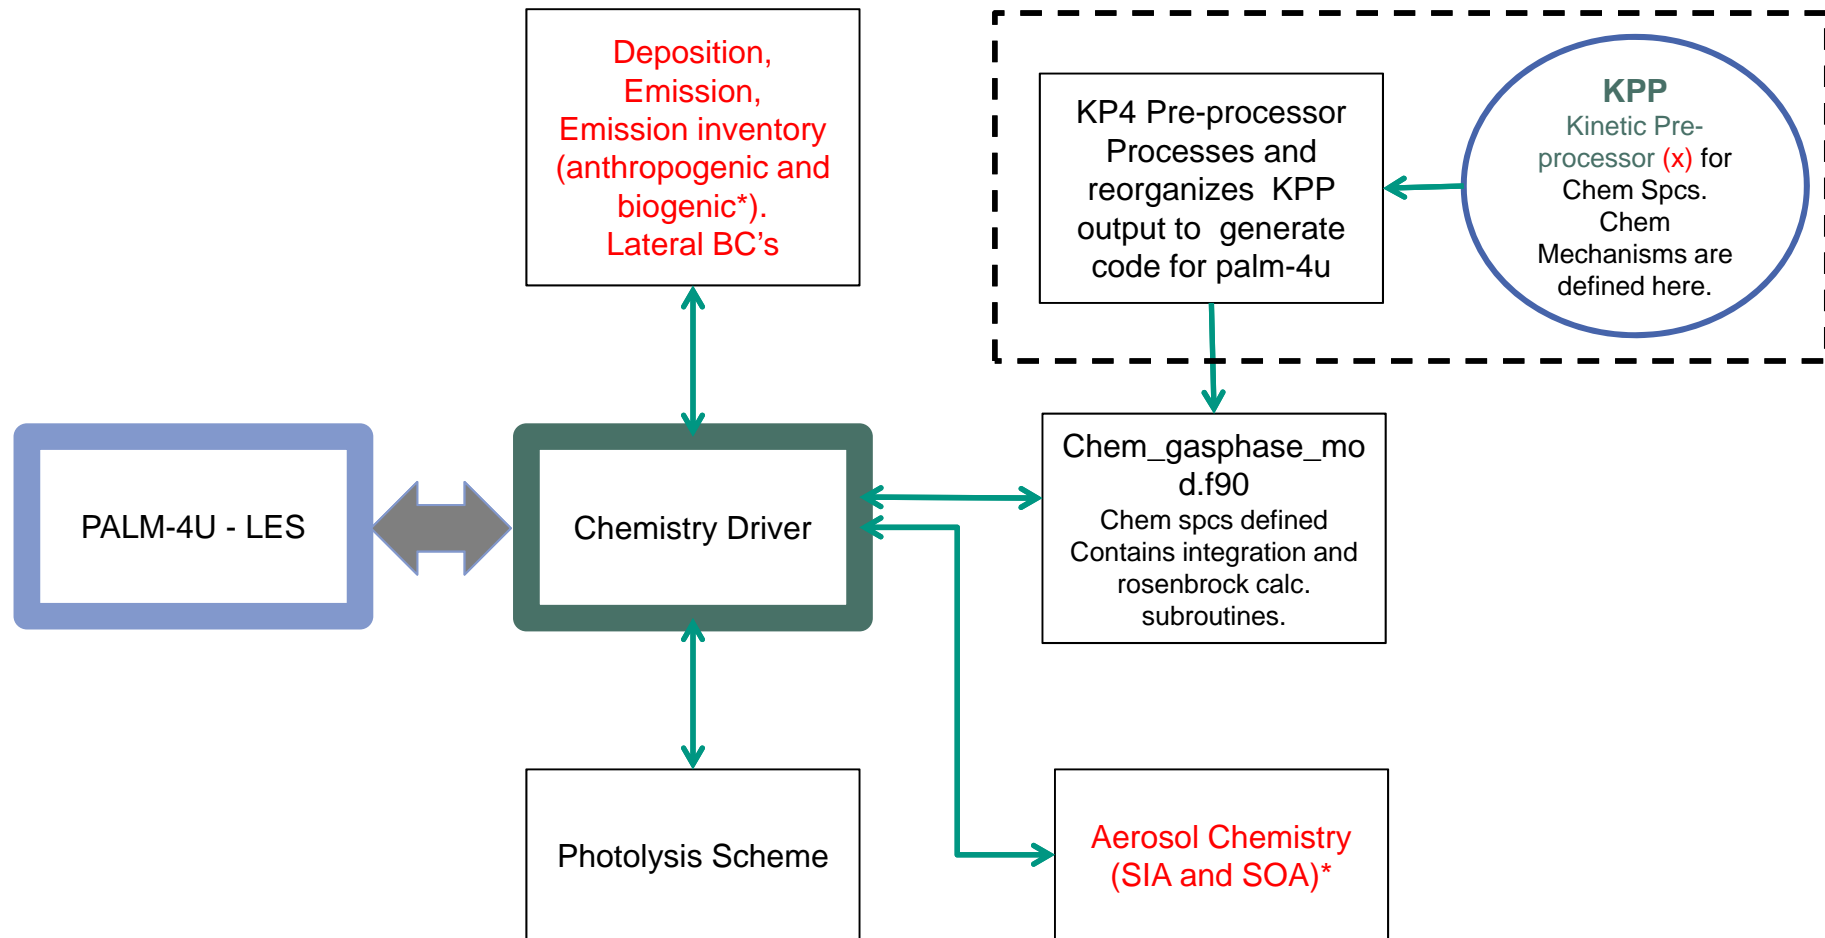 Deposition,
Emission,
Emission inventory
(anthropogenic and
biogenic*).
Lateral BC’s
KP4 Pre-processor
Processes and
reorganizes KPP
output to generate
code for palm-4u
KPP
Kinetic Pre-
processor (x) for
Chem Spcs.
Chem
Mechanisms are
defined here.
PALM-4U - LES
Chemistry Driver
Chem_gasphase_mo
d.f90
Chem spcs defined
Contains integration and
rosenbrock calc.
subroutines.
Photolysis Scheme
Aerosol Chemistry
(SIA and SOA)*